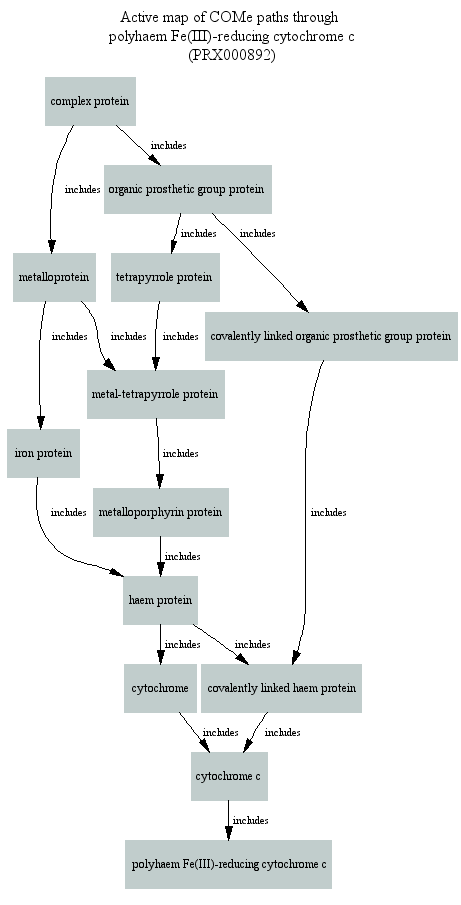 Active map of COMe paths through
polyhaem Fe(III)-reducing cytochrome c
(PRX000892)
complex protein
includes
includes
organic prosthetic group protein
includes
includes
metalloprotein
tetrapyrrole protein
covalently linked organic prosthetic group protein
includes
includes
includes
metal-tetrapyrrole protein
iron protein
includes
metalloporphyrin protein
includes
includes
includes
haem protein
includes
includes
cytochrome
covalently linked haem protein
includes
includes
cytochrome c
includes
polyhaem Fe(III)-reducing cytochrome c